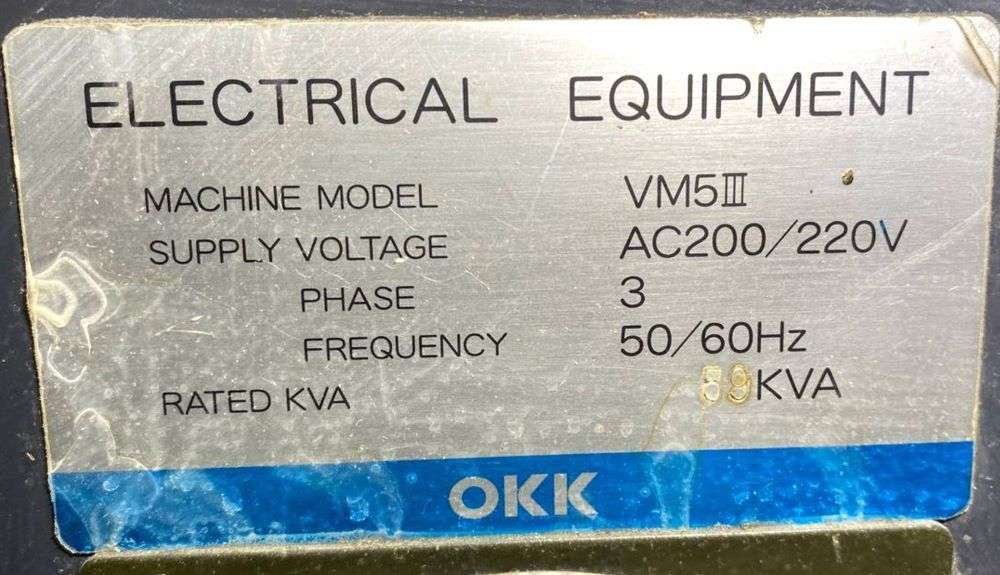 ELECTRICAL EQUIPMENT
MACHINE MODEL VM5Ⅲ
SUPPLY VOLTAGE AC200/220V
PHASE 3
FREQUENCY 50/60Hz
RATED KVA KVA
OKK